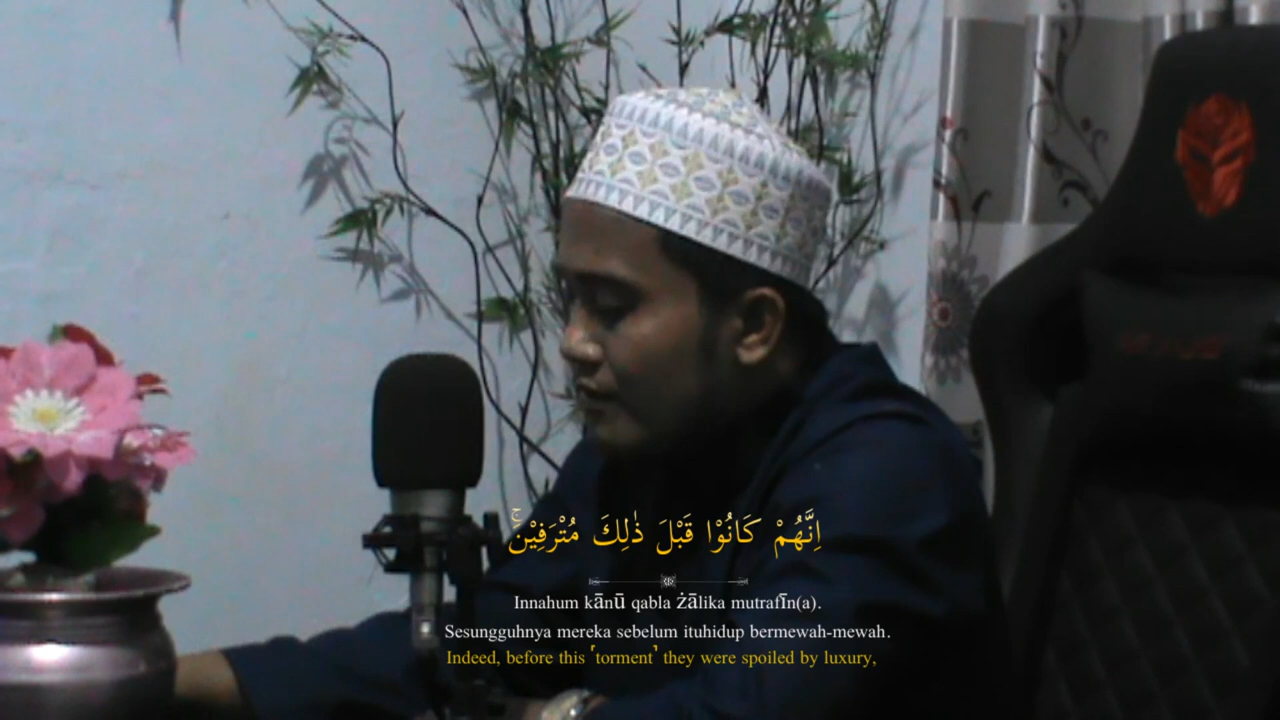 اِنَّهُمْ كَانُوْا قَبْلَ ذٰلِكَ مُتْرَفِيْنَۚ
Innahum kānū qabla żālika mutrafīn(a).
Sesungguhnya mereka sebelum ituhidup bermewah-mewah.
Indeed, before this ˹torment˺ they were spoiled by luxury,